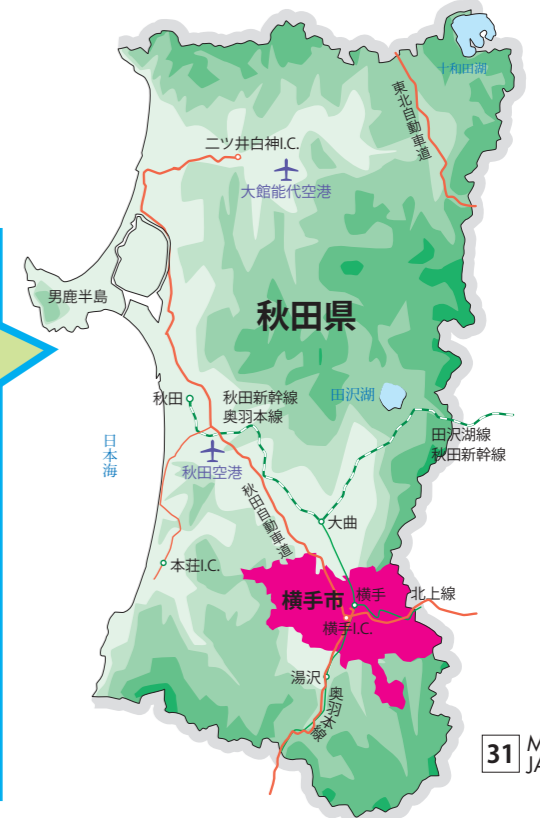 十和田湖
東北自動車道
二ツ井白神I.C.
大館能代空港
男鹿半島
秋田県
田沢湖
秋田
秋田新幹線
奥羽本線
田沢湖線
秋田新幹線
日本海
秋田空港
秋田自動車道
大曲
本荘I.C.
横手市
横手
北上線
横手I.C.
湯沢
奥羽本線
31